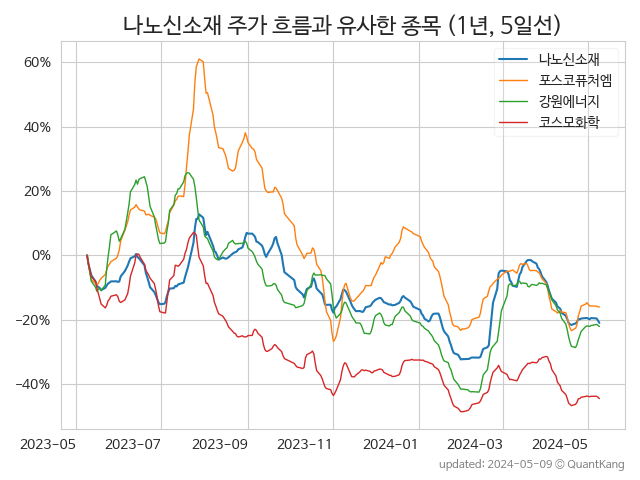 나노신소재 주가 흐름과 유사한 종목 (1년, 5일선)
나노신소재
포스코퓨처엠
강원에너지
코스모화학
60%
40%
20%
0%
−20%
−40%
2023-05 2023-07 2023-09 2023-11 2024-01 2024-03 2024-05
updated: 2024-05-09 © QuantKang